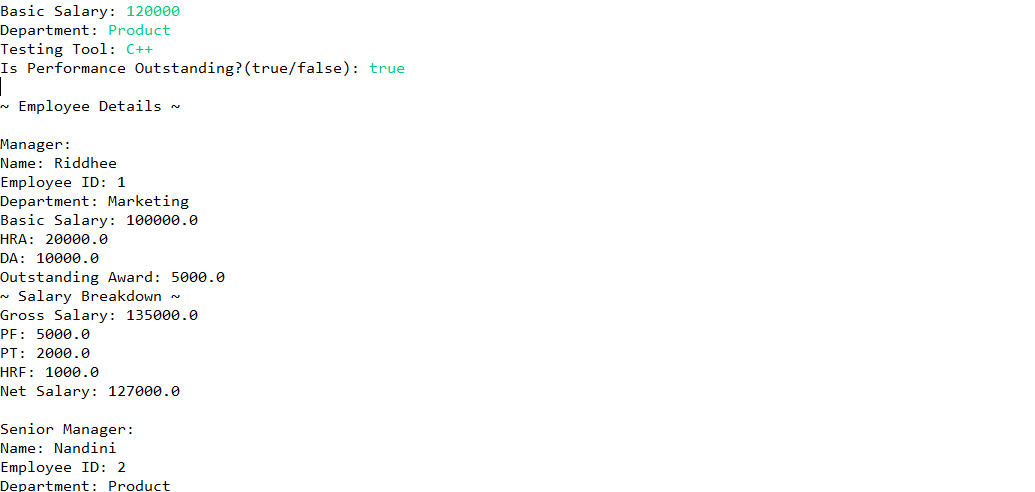 Basic Salary: 120000
Department: Product
Testing Tool: C++
Is Performance Outstanding?(true/false): true
~ Employee Details ~
Manager:
Name: Riddhee
Employee ID: 1
Department: Marketing
Basic Salary: 100000.0
HRA: 20000.0
DA: 10000.0
Outstanding Award: 5000.0
~ Salary Breakdown ~
Gross Salary: 135000.0
PF: 5000.0
PT: 2000.0
HRF: 1000.0
Net Salary: 127000.0
Senior Manager:
Name: Nandini
Employee ID: 2
Department: Product